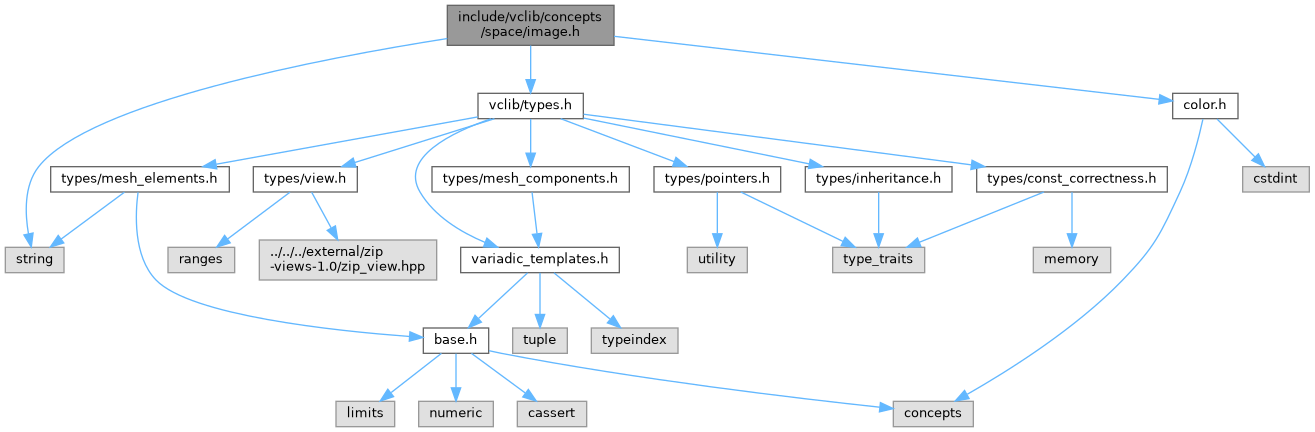 include/vclib/concepts
/space/image.h
vclib/types.h
color.h
types/mesh_elements.h
types/view.h
types/mesh_components.h
types/pointers.h
types/inheritance.h
types/const_correctness.h
cstdint
string
ranges
../../../external/zip
-views-1.0/zip_view.hpp
variadic_templates.h
utility
type_traits
memory
base.h
tuple
typeindex
limits
numeric
cassert
concepts